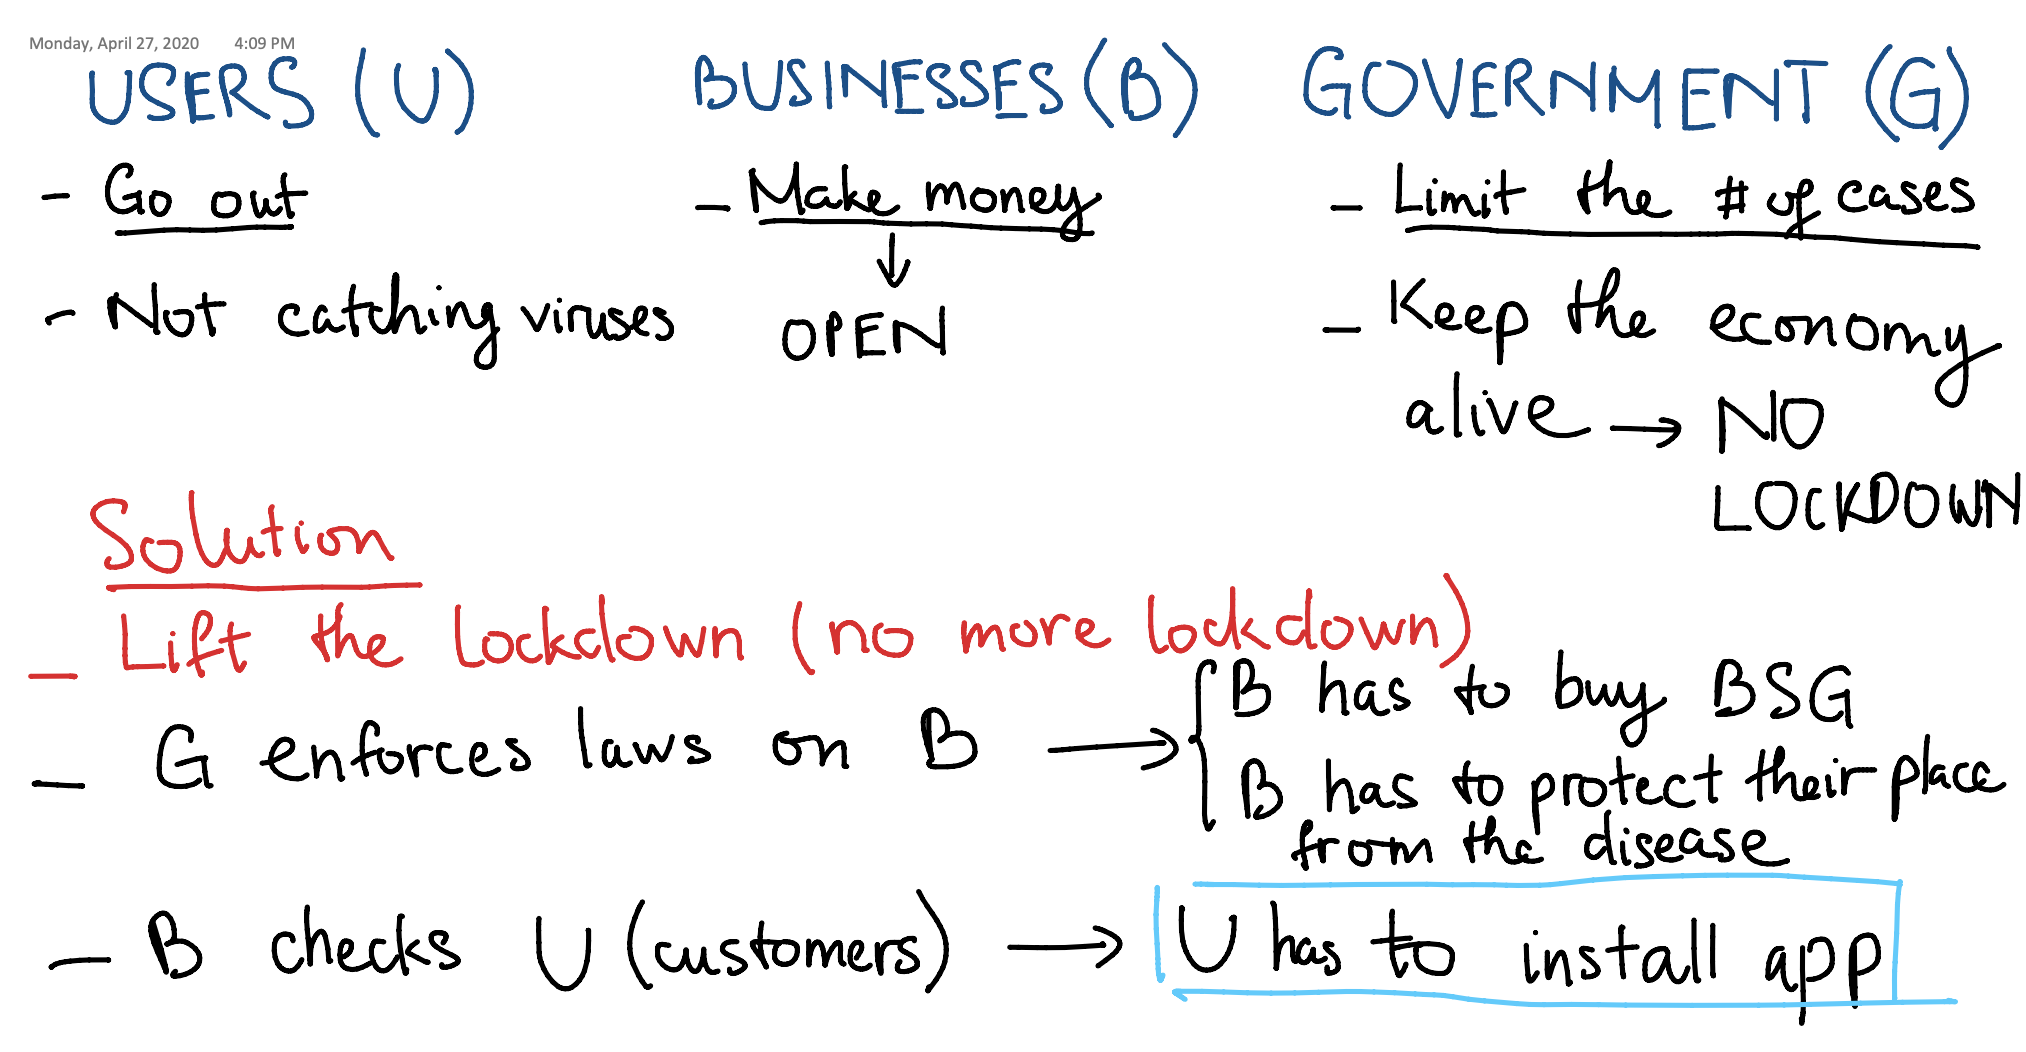 Monday, April 27, 2020 4:09 PM
USERS (U)
- Go out
- Not catching viruses
BUSINESSES (B)
- Make money
↓
OPEN
GOVERNMENT (G)
- Limit the # of cases
- Keep the economy
alive → NO
LOCKDOWN
Solution
- Lift the lockdown (no more lockdown)
- G enforces laws on B →
{ B has to buy BSG
B has to protect their place
from the disease
- B checks U (customers) → U has to install app